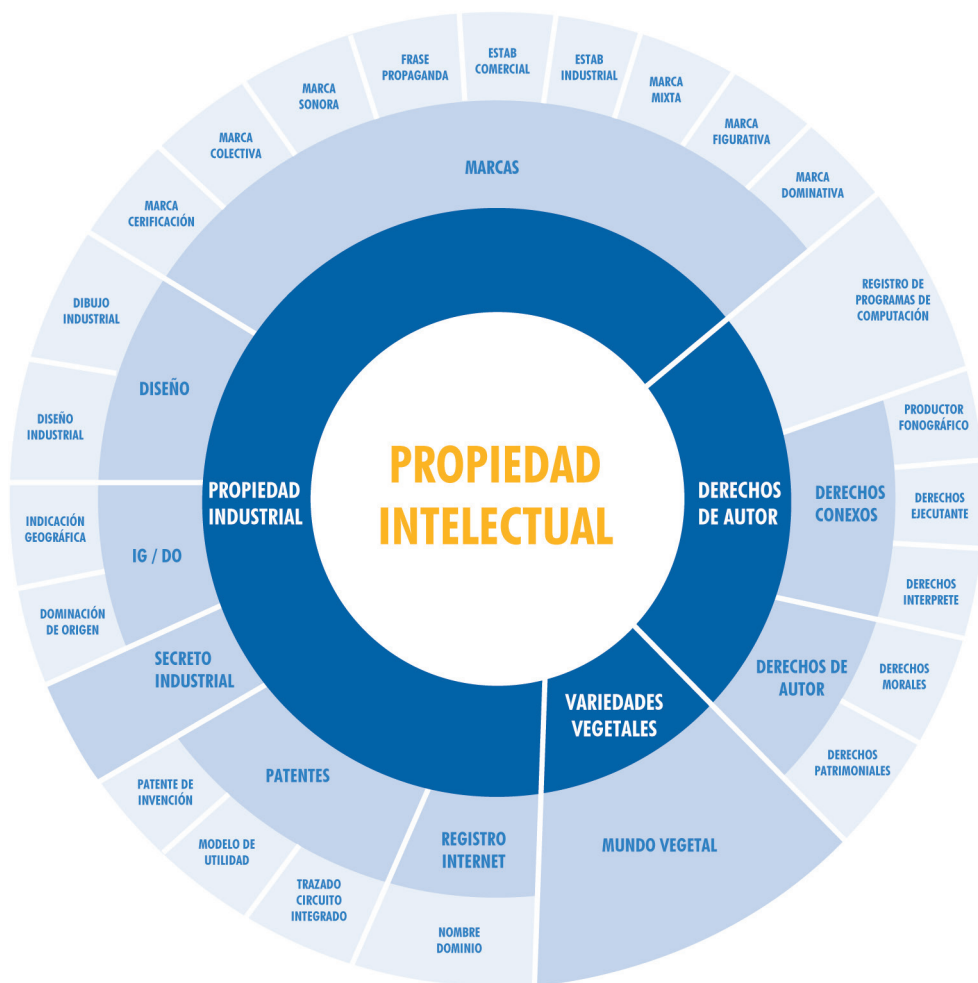 FRASE
PROPAGANDA
ESTAB
COMERCIAL
ESTAB
INDUSTRIAL
MARCA
SONORA
MARCA
MIXTA
MARCA
COLECTIVA
MARCA
FIGURATIVA
MARCA
CERIFICACIÓN
MARCAS
MARCA
DOMINATIVA
DIBUJO
INDUSTRIAL
REGISTRO DE
PROGRAMAS DE
COMPUTACIÓN
DISEÑO
DISEÑO
INDUSTRIAL
PRODUCTOR
FONOGRÁFICO
PROPIEDAD
INDUSTRIAL
PROPIEDAD
INTELECTUAL
DERECHOS
DE AUTOR
DERECHOS
CONEXOS
DERECHOS
EJECUTANTE
INDICACIÓN
GEOGRÁFICA
IG / DO
DERECHOS
INTERPRETE
DOMINACIÓN
DE ORIGEN
SECRETO
INDUSTRIAL
DERECHOS DE
AUTOR
DERECHOS
MORALES
VARIEDADES
VEGETALES
DERECHOS
PATRIMONIALES
PATENTES
PATENTE DE
INVENCIÓN
REGISTRO
INTERNET
MUNDO VEGETAL
MODELO DE
UTILIDAD
TRAZADO
CIRCUITO
INTEGRADO
NOMBRE
DOMINIO